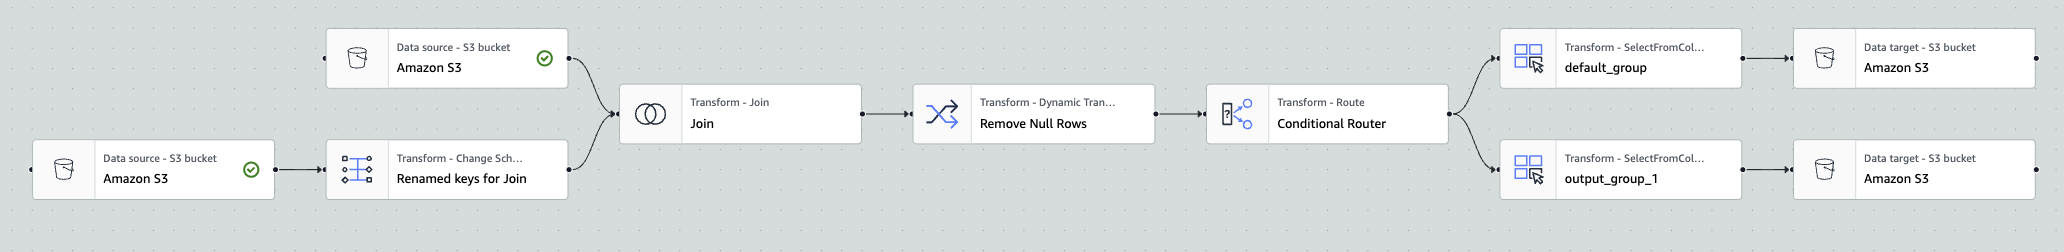 Data source - S3 bucket
Amazon S3
Data source - S3 bucket
Amazon S3
Transform - Change Sch...
Renamed keys for Join
Transform - Join
Join
Transform - Dynamic Tran...
Remove Null Rows
?
Transform - Route
Conditional Router
Transform - SelectFromCol...
default_group
Data target - S3 bucket
Amazon S3
Transform - SelectFromCol...
output_group_1
Data target - S3 bucket
Amazon S3